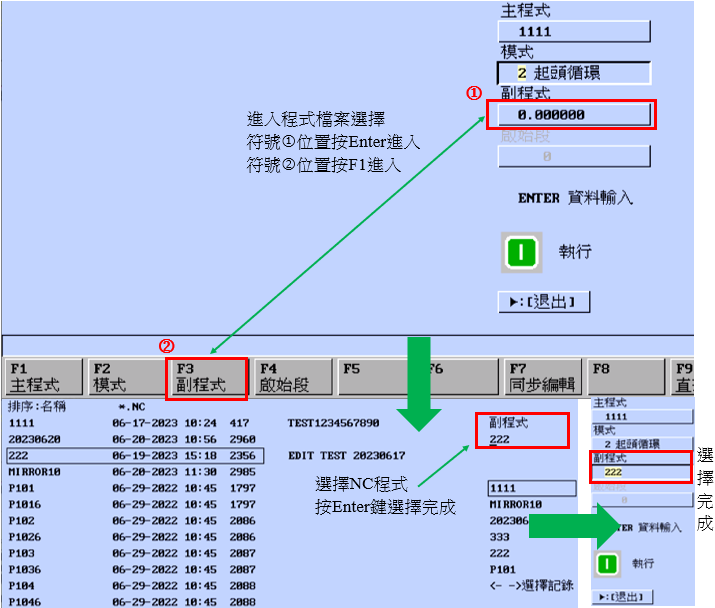 主程式
1111
模式
2 起頭循環
副程式
①
0.000000
進入程式檔案選擇
符號①位置按Enter進入
符號②位置按F1進入
啟始段
0
ENTER 資料輸入
執行
▶:[退出]
②
F1 主程式
F2 模式
F3 副程式
F4 啟始段
F5
F6
F7 同步編輯
F8
F9
排序:名稱 *.NC
1111 06-17-2023 10:24 417 TEST1234567890
20230620 06-20-2023 10:56 2960
222 06-19-2023 15:18 2356 EDIT TEST 20230617
MIRROR10 06-20-2023 11:30 2985
P101 06-29-2022 10:45 1797
P1016 06-29-2022 10:45 1797
P102 06-29-2022 10:45 2086
P1026 06-29-2022 10:45 2086
P103 06-29-2022 10:45 2087
P1036 06-29-2022 10:45 2087
P104 06-29-2022 10:45 2088
P1046 06-29-2022 10:45 2088
副程式
222
選擇NC程式
按Enter鍵選擇完成
1111
MIRROR10
202306
333
222
P101
<- ->選擇記錄
主程式
1111
模式
2 起頭循環
副程式
222
0
TER 資料輸入
執行
▶:[退出]
選
擇
完
成